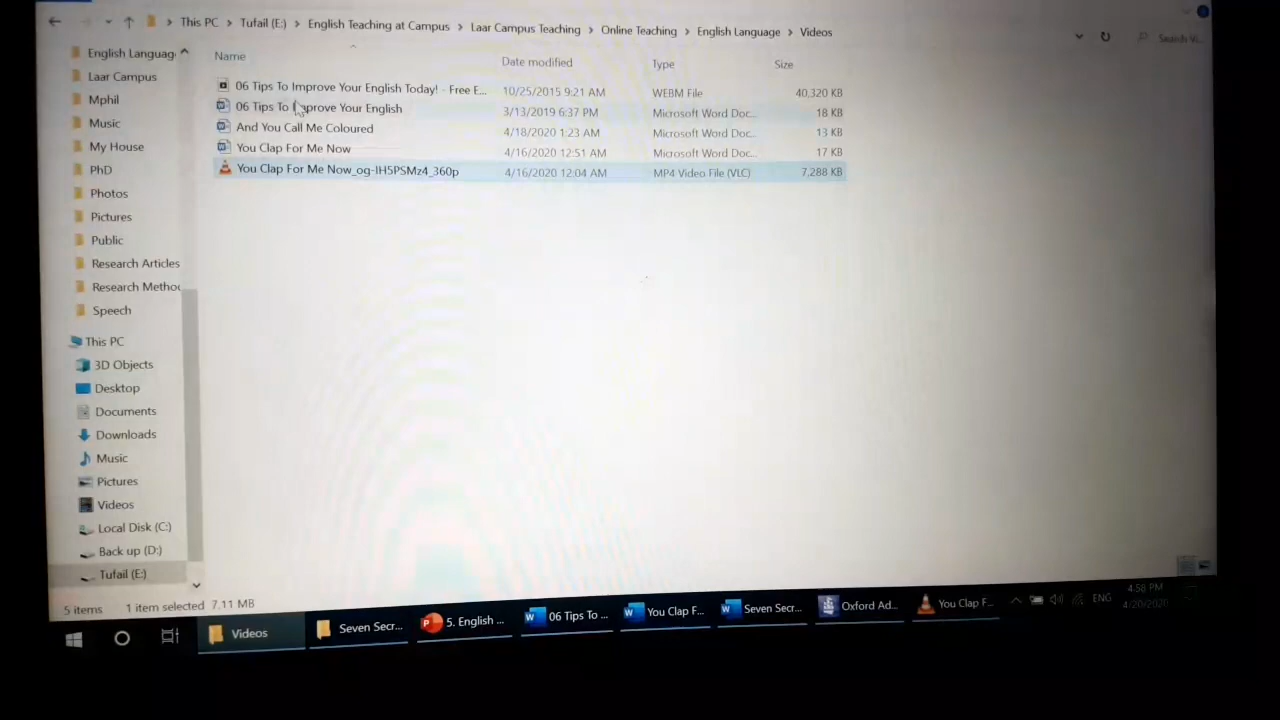 This PC > Tufail (E:) > English Teaching at Campus > Laar Campus Teaching > Online Teaching > English Language > Videos
Name Date modified Type Size
06 Tips To Improve Your English Today! - Free E... 10/25/2015 9:21 AM WEBM File 40,320 KB
06 Tips To Improve Your English 3/13/2019 6:37 PM Microsoft Word Doc... 18 KB
And You Call Me Coloured 4/18/2020 1:23 AM Microsoft Word Doc... 13 KB
You Clap For Me Now 4/16/2020 12:51 AM Microsoft Word Doc... 17 KB
You Clap For Me Now_og-IH5PSMz4_360p 4/16/2020 12:04 AM MP4 Video File (VLC) 7,288 KB
English Languag
Laar Campus
Mphil
Music
My House
PhD
Photos
Pictures
Public
Research Articles
Research Metho
Speech
This PC
3D Objects
Desktop
Documents
Downloads
Music
Pictures
Videos
Local Disk (C:)
Back up (D:)
Tufail (E:)
5 items 1 item selected 7.11 MB
Videos Seven Secr... 5. English ... 06 Tips To ... You Clap F... Seven Secr... Oxford Ad... You Clap F... ENG 4:58 PM
4/20/2020